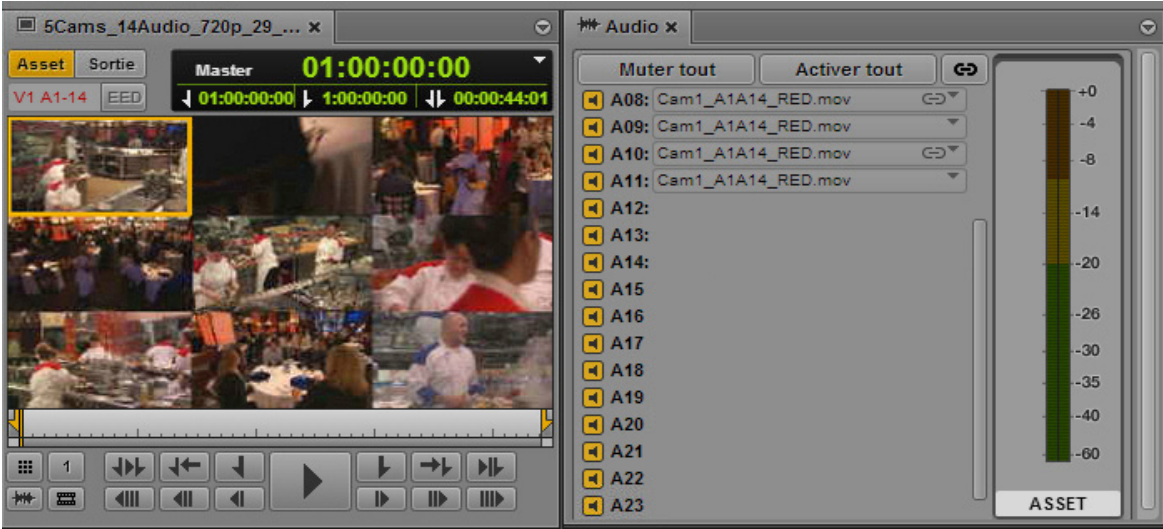 5Cams_14Audio_720p_29_... x
Asset Sortie
V1 A1-14 EED
Master 01:00:00:00
01:00:00:00 1:00:00:00 00:00:44:01
1
Audio x
Muter tout Activer tout
A08: Cam1_A1A14_RED.mov
A09: Cam1_A1A14_RED.mov
A10: Cam1_A1A14_RED.mov
A11: Cam1_A1A14_RED.mov
A12:
A13:
A14:
A15
A16
A17
A18
A19
A20
A21
A22
A23
+0
-4
-8
-14
-20
-26
-30
-35
-40
-60
ASSET